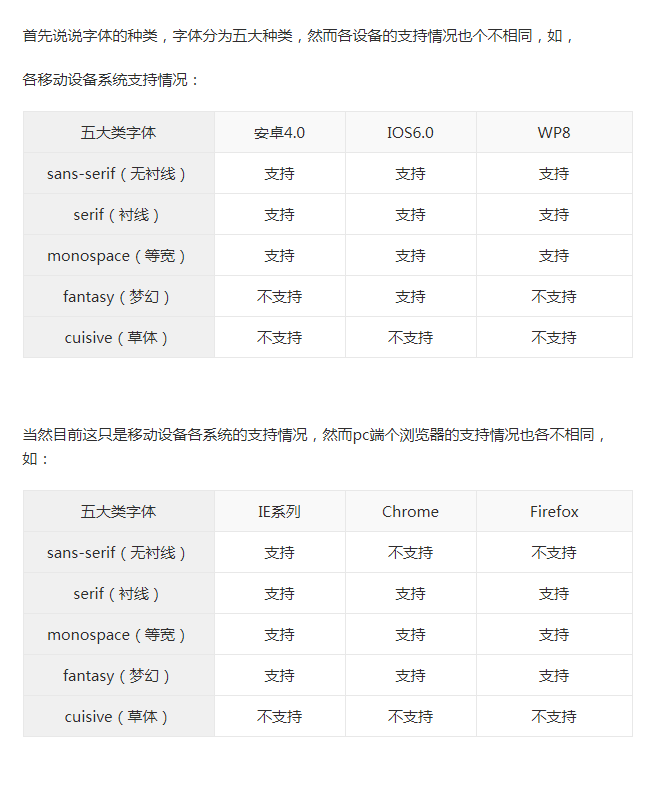 首先说说字体的种类，字体分为五大种类，然而各设备的支持情况也个不相同，如，
各移动设备系统支持情况：
五大类字体 安卓4.0 IOS6.0 WP8
sans-serif（无衬线） 支持 支持 支持
serif（衬线） 支持 支持 支持
monospace（等宽） 支持 支持 支持
fantasy（梦幻） 不支持 支持 不支持
cuisive（草体） 不支持 不支持 不支持
当然目前这只是移动设备各系统的支持情况，然而pc端个浏览器的支持情况也各不相同，
如：
五大类字体 IE系列 Chrome Firefox
sans-serif（无衬线） 支持 不支持 不支持
serif（衬线） 支持 支持 支持
monospace（等宽） 支持 支持 支持
fantasy（梦幻） 支持 支持 支持
cuisive（草体） 不支持 不支持 不支持